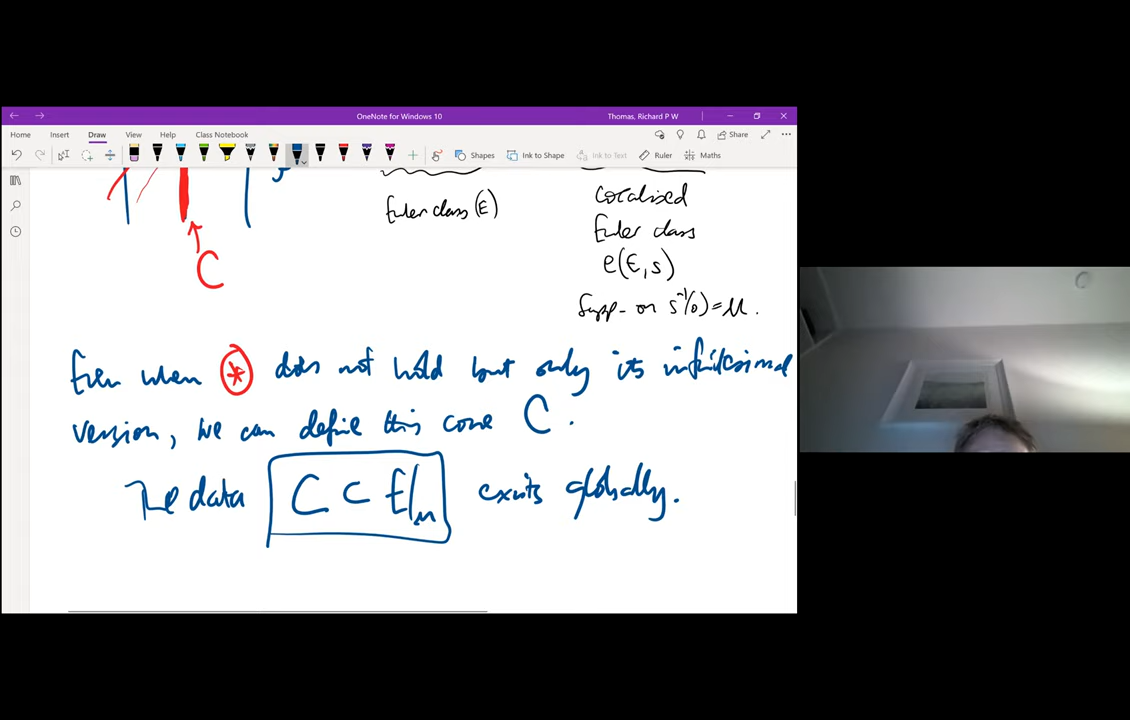 OneNote for Windows 10
Thomas, Richard P W
Home Insert Draw View Help Class Notebook
Share
Shapes Ink to Shape Ink to Text Ruler Maths
Euler class (E)
Localised
Euler class
e(E,s)
Supp. on s⁻¹(0)=M.
C
Even when * does not hold but only its infinitesimal
version, we can define this cone C.
The data C ⊂ E|M exists globally.